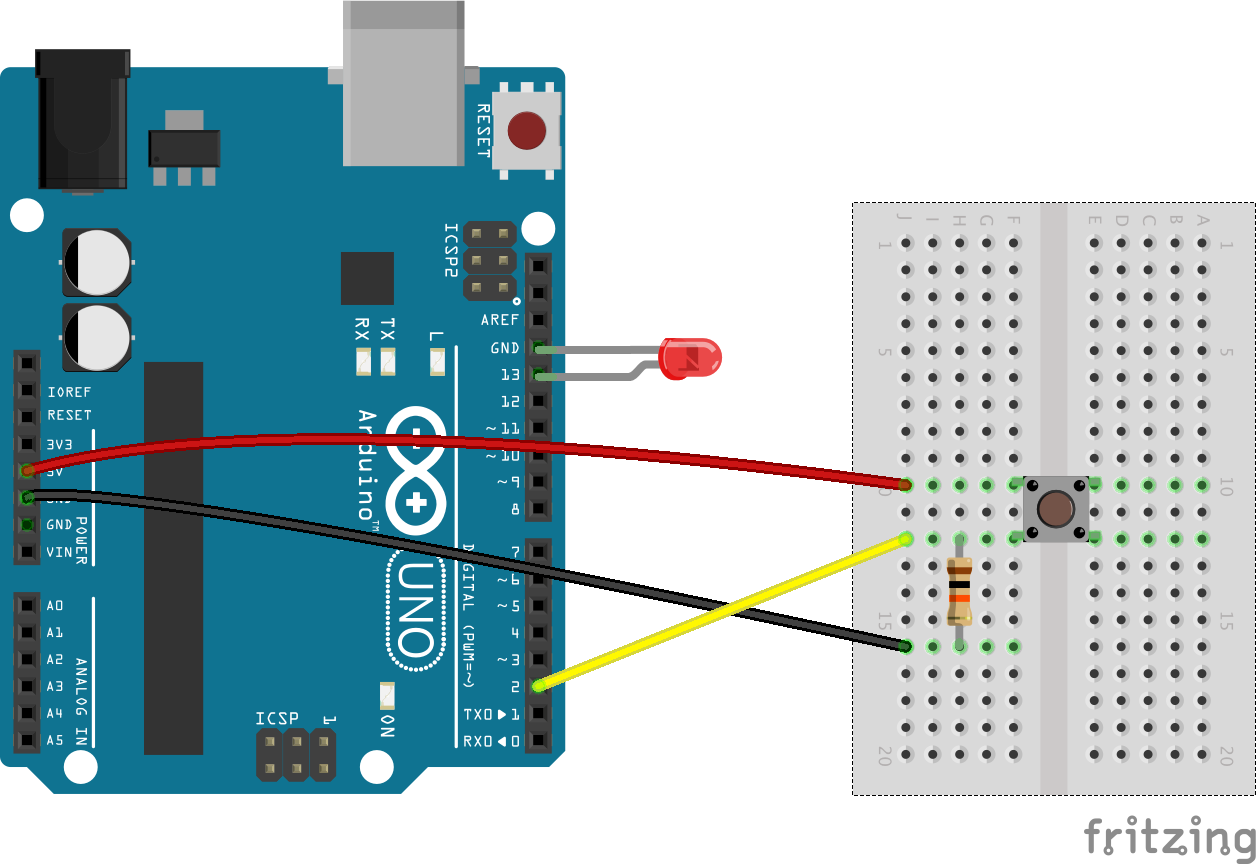 RESET
ICSP2
AREF
GND
13
12
~11
~10
~9
8
7
~6
~5
4
~3
2
TX0▶1
RX0◀0
RX
TX
L
IOREF
RESET
3V3
5V
GND
GND
VIN
POWER
A0
A1
A2
A3
A4
A5
ANALOG IN
Arduino™
UNO
DIGITAL (PWM=~)
ICSP
1
ON
J I H G F E D C B A
1 1
5 5
10 10
15 15
20 20
fritzing